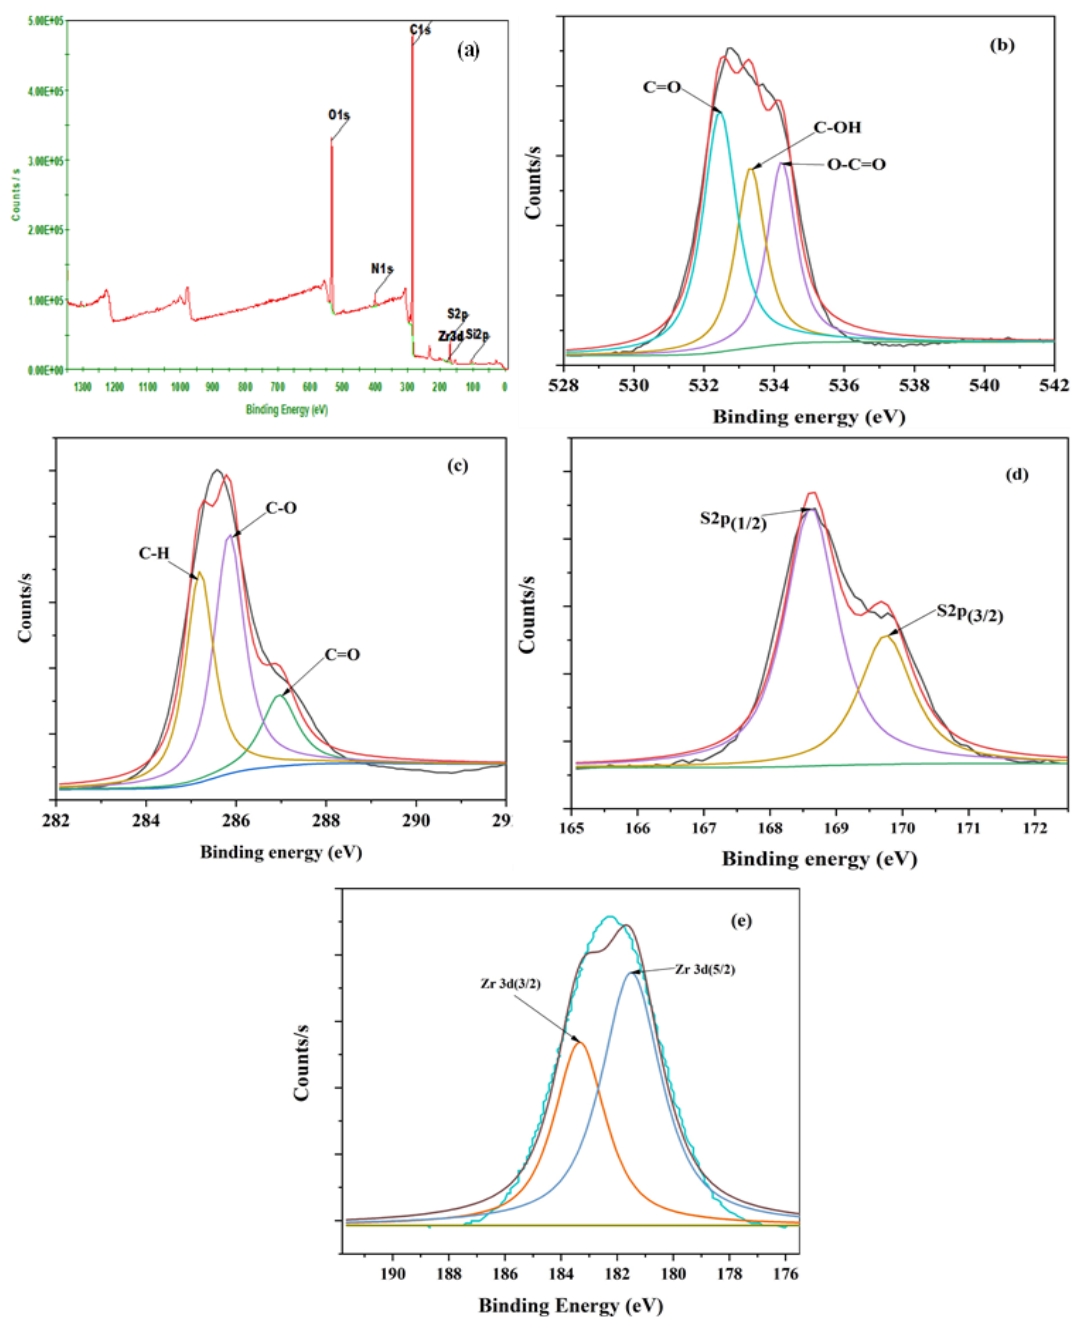 5.00E+05
C1s
(a)
4.00E+05
O1s
3.00E+05
Counts / s
2.00E+05
N1s
1.00E+05
S2p
Zr3d
Si2p
0.00E+00
1300 1200 1100 1000 900 800 700 600 500 400 300 200 100 0
Binding Energy (eV)
(b)
C=O
C-OH
O-C=O
Counts/s
528 530 532 534 536 538 540 542
Binding energy (eV)
(c)
C-O
C-H
C=O
Counts/s
282 284 286 288 290 29
Binding energy (eV)
(d)
S2p(1/2)
S2p(3/2)
Counts/s
165 166 167 168 169 170 171 172
Binding energy (eV)
(e)
Zr 3d(3/2)
Zr 3d(5/2)
Counts/s
190 188 186 184 182 180 178 176
Binding Energy (eV)